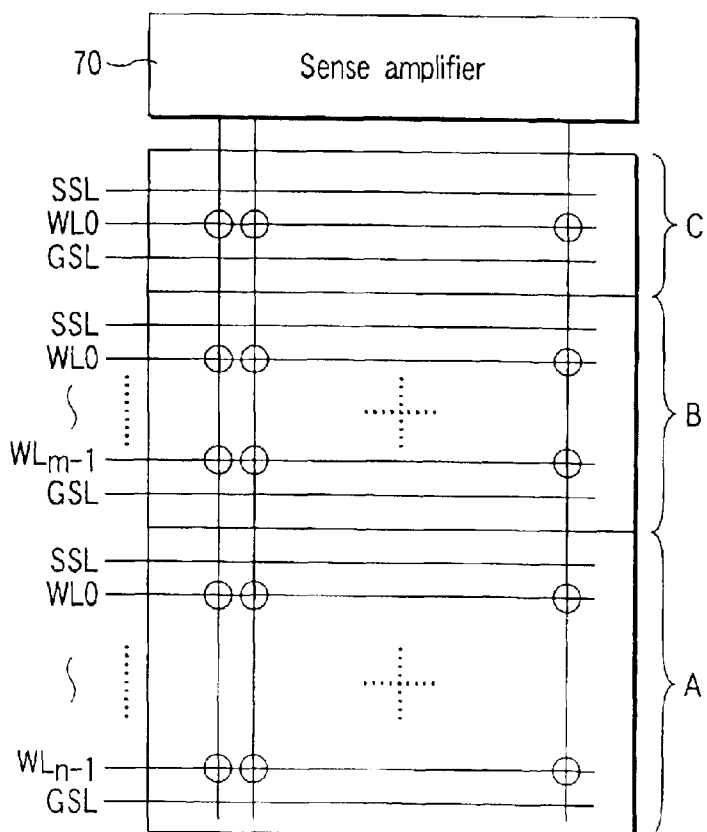 70
Sense amplifier
SSL
WL0
GSL
C
SSL
WL0
WLm-1
GSL
B
SSL
WL0
WLn-1
GSL
A